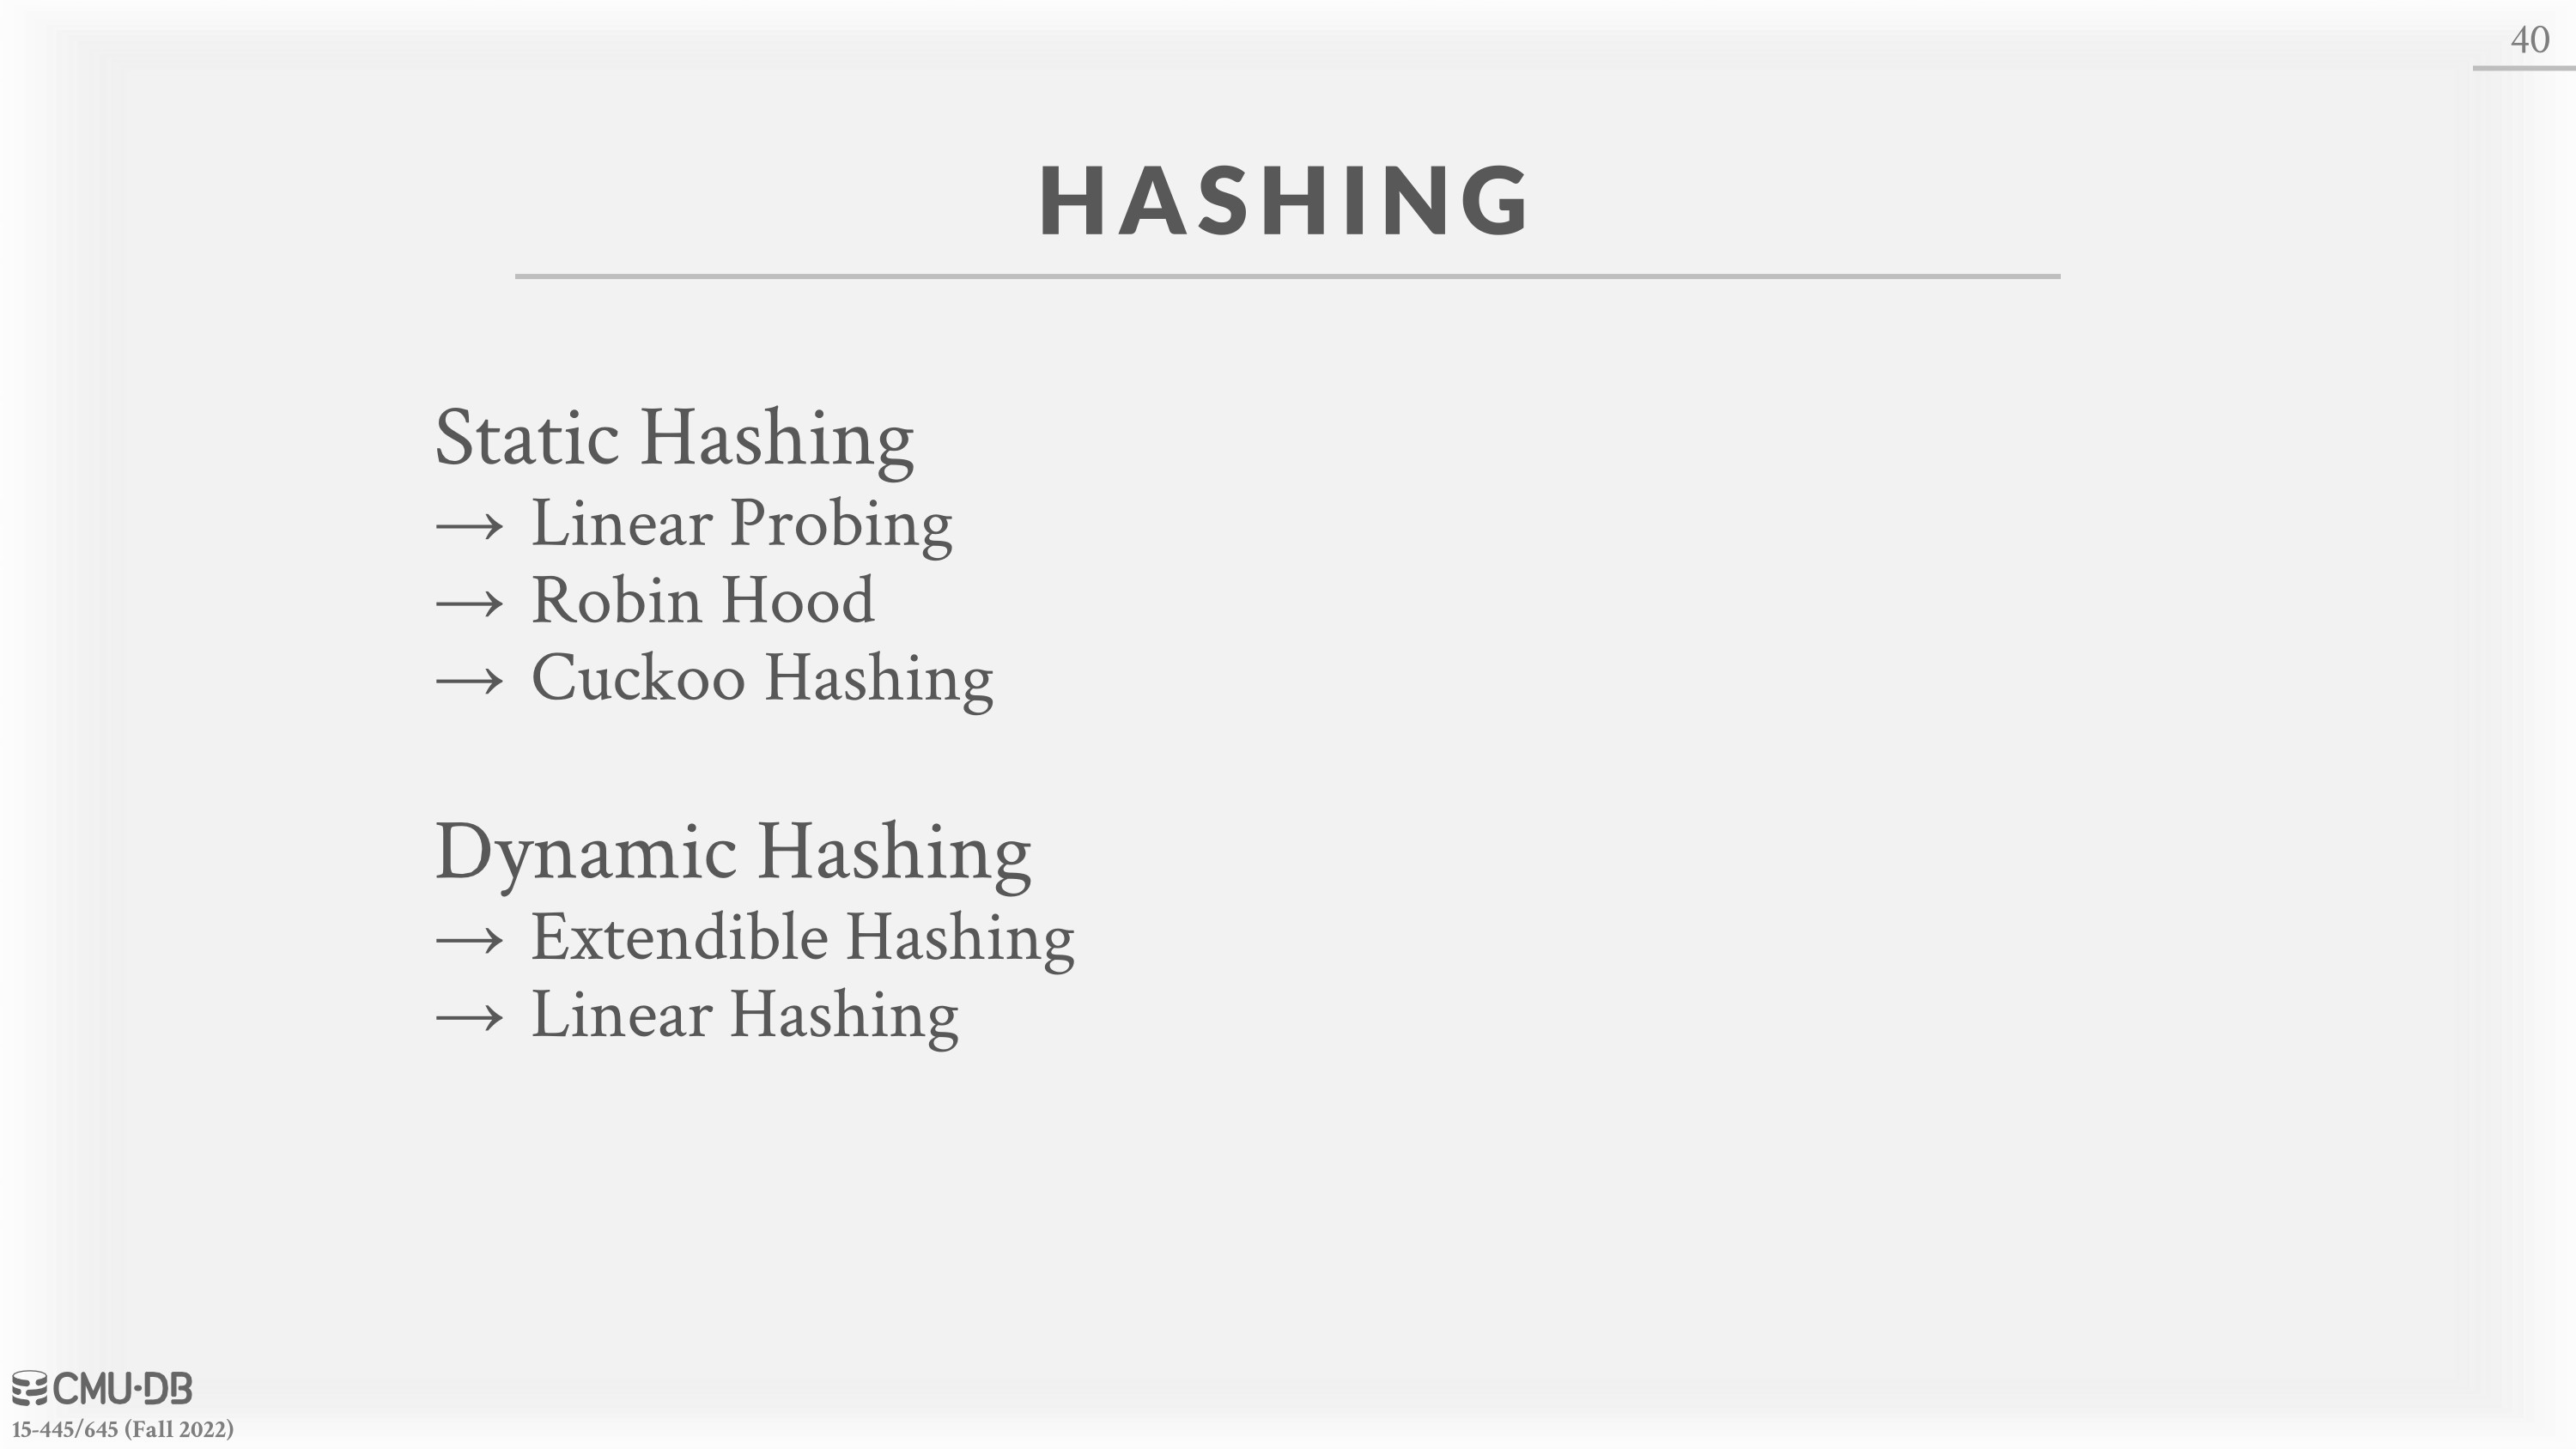 40
HASHING
Static Hashing
→ Linear Probing
→ Robin Hood
→ Cuckoo Hashing
Dynamic Hashing
→ Extendible Hashing
→ Linear Hashing
CMU·DB
15-445/645 (Fall 2022)